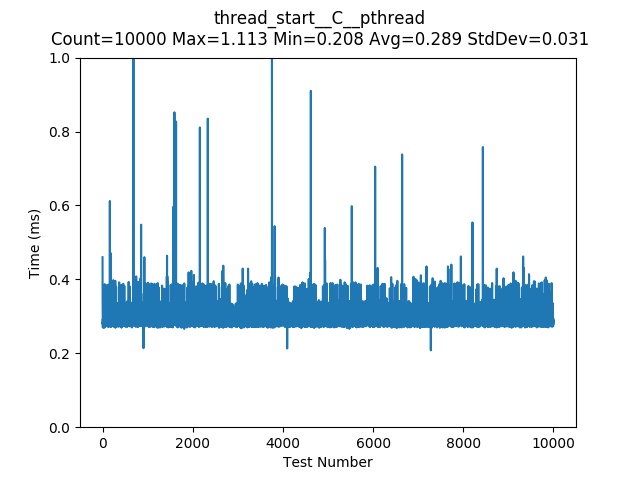 thread_start__C__pthread
Count=10000 Max=1.113 Min=0.208 Avg=0.289 StdDev=0.031
1.0
0.8
0.6
0.4
0.2
0.0
Time (ms)
0 2000 4000 6000 8000 10000
Test Number